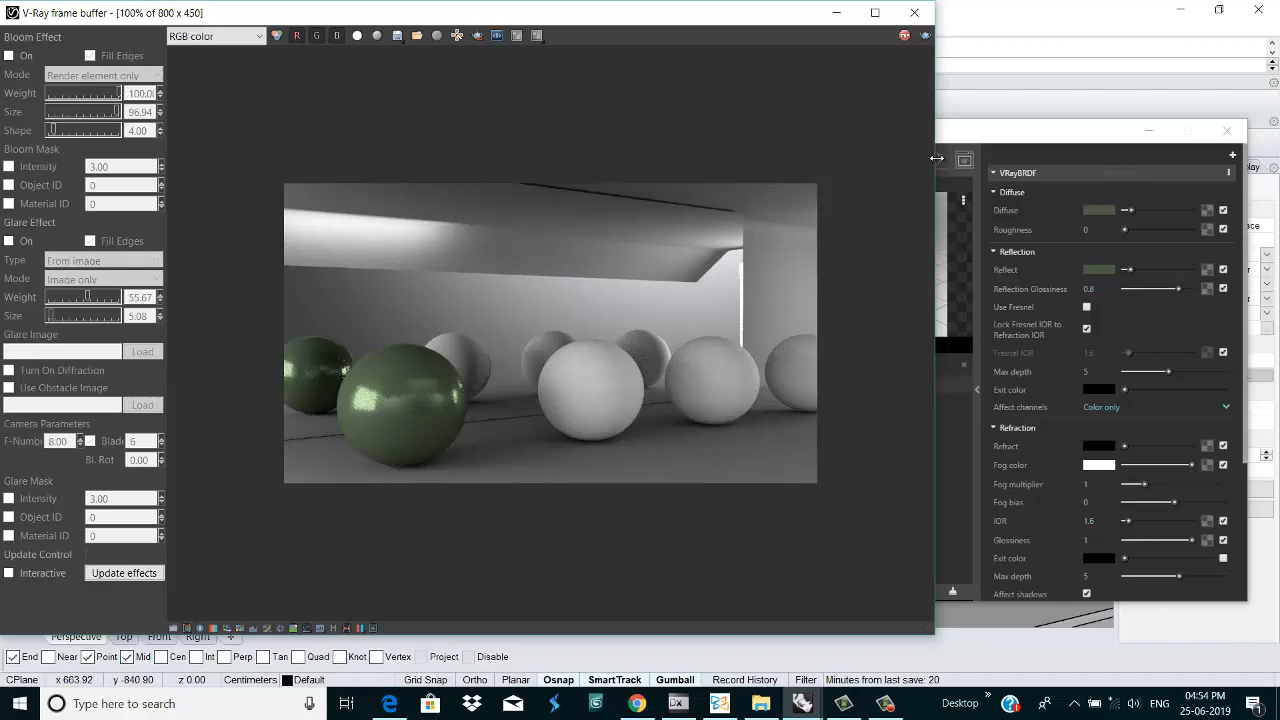 V-Ray frame buffer - [100% of 800 x 450]
Bloom Effect
RGB color
R G
On Fill Edges
Mode Render element only
Weight 100.0
Size 96.94
Shape 4.00
Bloom Mask
Intensity 3.00
Object ID 0
Material ID 0
Glare Effect
On Fill Edges
Type From image
Mode Image only
Weight 55.67
Size 5.08
Glare Image
Load
Turn On Diffraction
Use Obstacle Image
Load
Camera Parameters
F-Numbe 8.00 Blade 6
Bl. Rot 0.00
Glare Mask
Intensity 3.00
Object ID 0
Material ID 0
Update Control
Interactive Update effects
VRayBRDF
Diffuse
Diffuse
Roughness 0
Reflection
Reflect
Reflection Glossiness 0.8
Use Fresnel
Lock Fresnel IOR to
Refraction IOR
Fresnel IOR 1.6
Max depth 5
Exit color
Affect channels Color only
Refraction
Refract
Fog color
Fog multiplier 1
Fog bias 0
IOR 1.6
Glossiness 1
Exit color
Max depth 5
Affect shadows
Perspective Top Front Right
End Near Point Mid Cen Int Perp Tan Quad Knot Vertex Project Disable
CPlane x 663.92 y -840.90 z 0.00 Centimeters Default Grid Snap Ortho Planar Osnap SmartTrack Gumball Record History Filter Minutes from last save: 20
Type here to search
Desktop
ENG
04:54 PM
25-06-2019